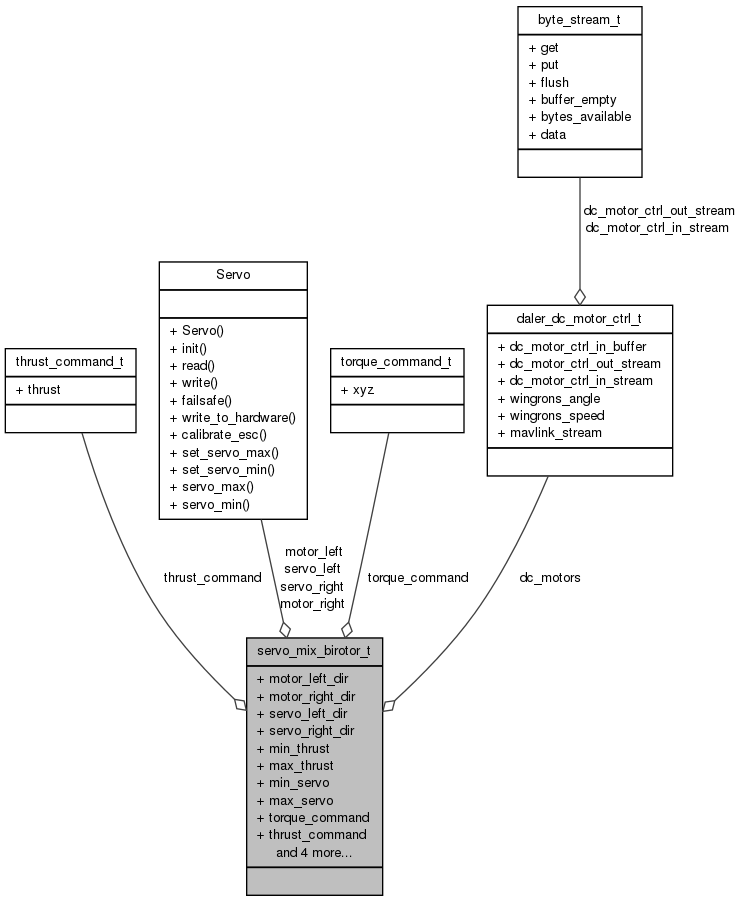 byte_stream_t
+ get
+ put
+ flush
+ buffer_empty
+ bytes_available
+ data
dc_motor_ctrl_out_stream
dc_motor_ctrl_in_stream
Servo
+ Servo()
+ init()
+ read()
+ write()
+ failsafe()
+ write_to_hardware()
+ calibrate_esc()
+ set_servo_max()
+ set_servo_min()
+ servo_max()
+ servo_min()
daler_dc_motor_ctrl_t
+ dc_motor_ctrl_in_buffer
+ dc_motor_ctrl_out_stream
+ dc_motor_ctrl_in_stream
+ wingrons_angle
+ wingrons_speed
+ mavlink_stream
thrust_command_t
+ thrust
torque_command_t
+ xyz
thrust_command
motor_left
servo_left
servo_right
motor_right
torque_command
dc_motors
servo_mix_birotor_t
+ motor_left_dir
+ motor_right_dir
+ servo_left_dir
+ servo_right_dir
+ min_thrust
+ max_thrust
+ min_servo
+ max_servo
+ torque_command
+ thrust_command
and 4 more...